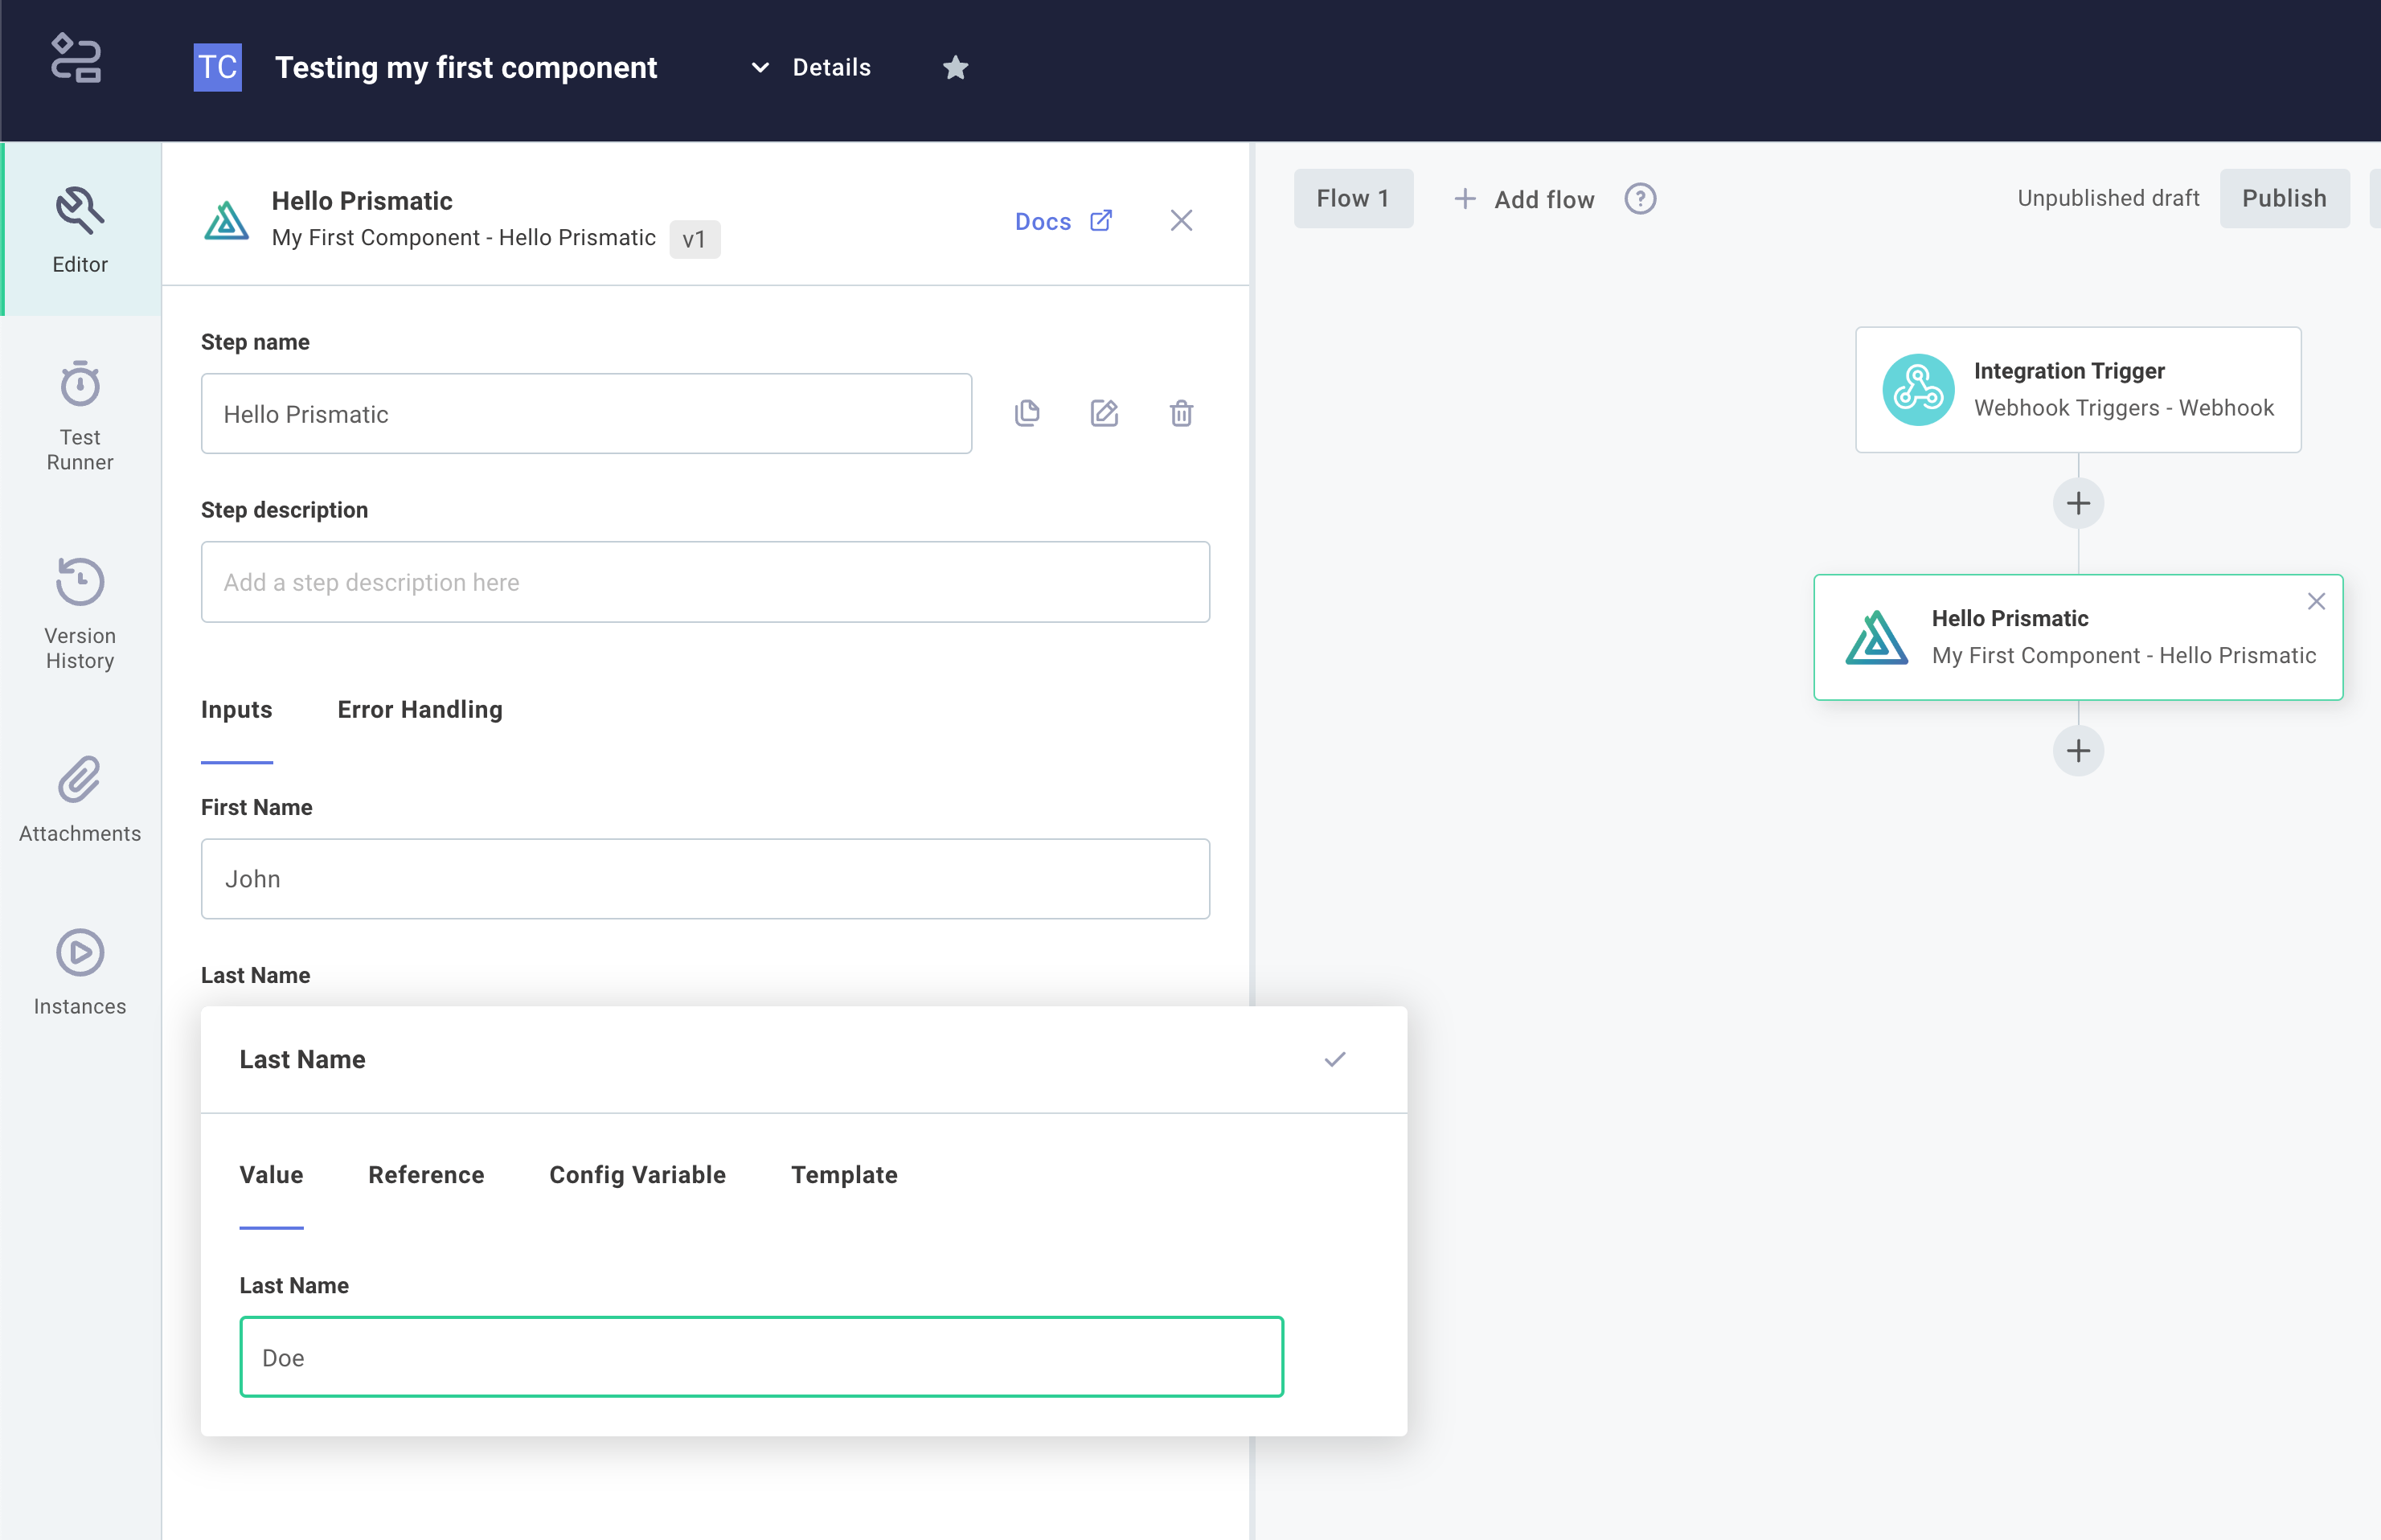 TC
Testing my first component
Details
Editor
Test
Runner
Version
History
Attachments
Instances
Hello Prismatic
My First Component - Hello Prismatic
v1
Docs
Step name
Hello Prismatic
Step description
Add a step description here
Inputs
Error Handling
First Name
John
Last Name
Last Name
Value
Reference
Config Variable
Template
Last Name
Doe
Flow 1
+ Add flow
?
Unpublished draft
Publish
Integration Trigger
Webhook Triggers - Webhook
Hello Prismatic
My First Component - Hello Prismatic